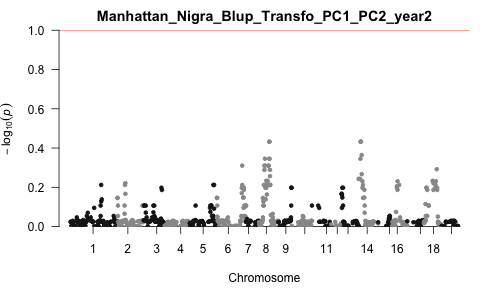 Manhattan_Nigra_Blup_Transfo_PC1_PC2_year2
1.0
0.8
0.6
0.4
0.2
0.0
− log10(p)
1 2 3 4 5 6 7 8 9 11 14 16 18
Chromosome